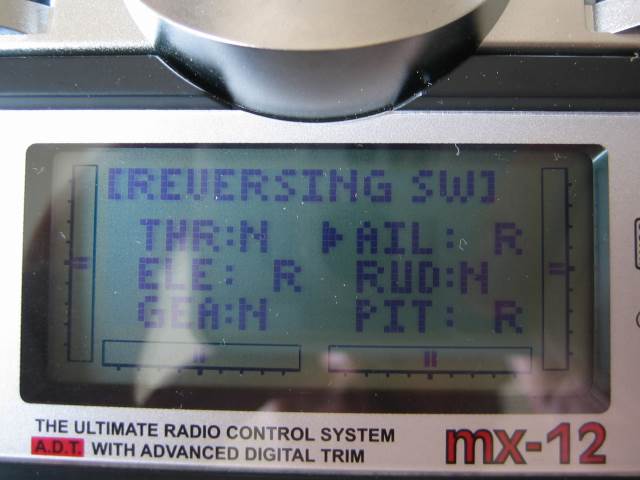 [REVERSING SW]
THR:N ▶AIL: R
ELE: R RUD:N
GEA:N PIT: R
THE ULTIMATE RADIO CONTROL SYSTEM
A.D.T. WITH ADVANCED DIGITAL TRIM
mx-12